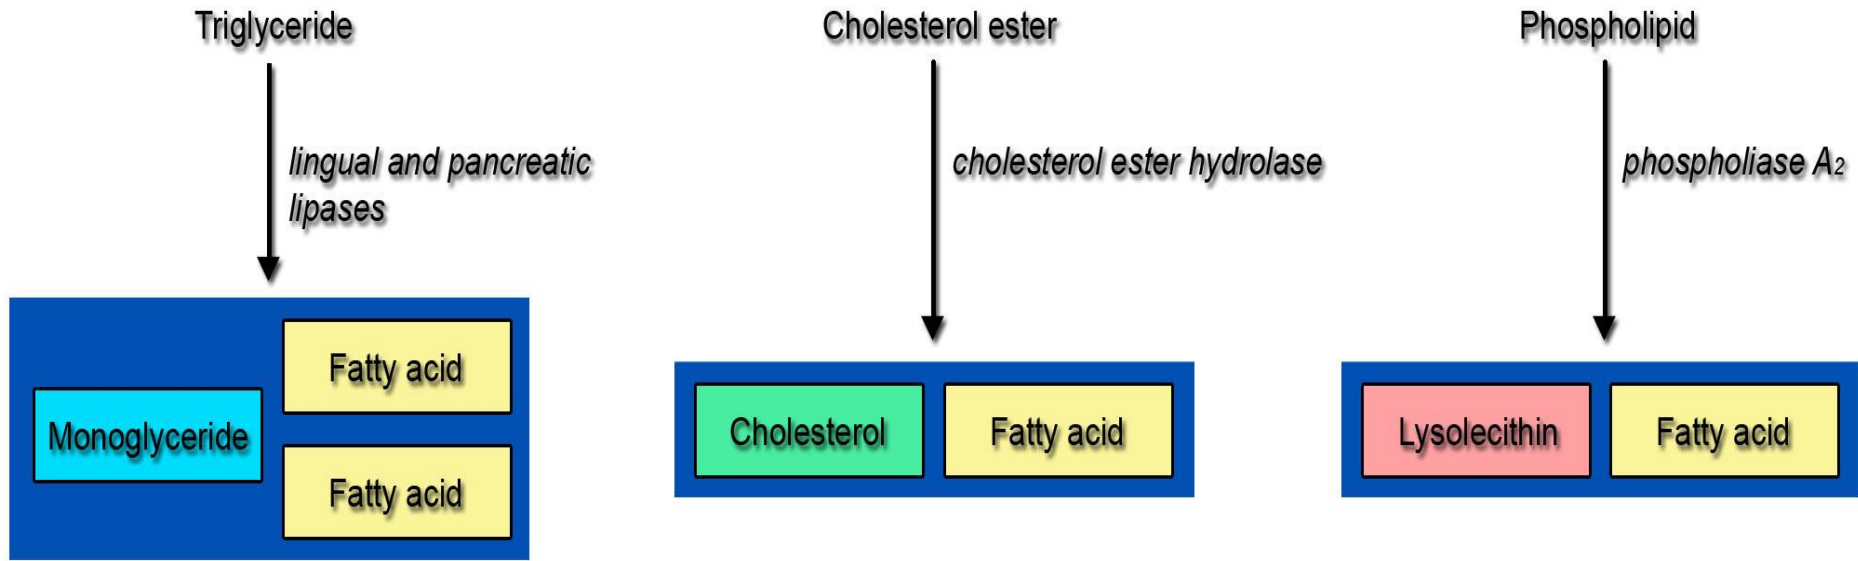 Triglyceride
lingual and pancreatic
lipases
Monoglyceride
Fatty acid
Fatty acid
Cholesterol ester
cholesterol ester hydrolase
Cholesterol
Fatty acid
Phospholipid
phospholiase A₂
Lysolecithin
Fatty acid